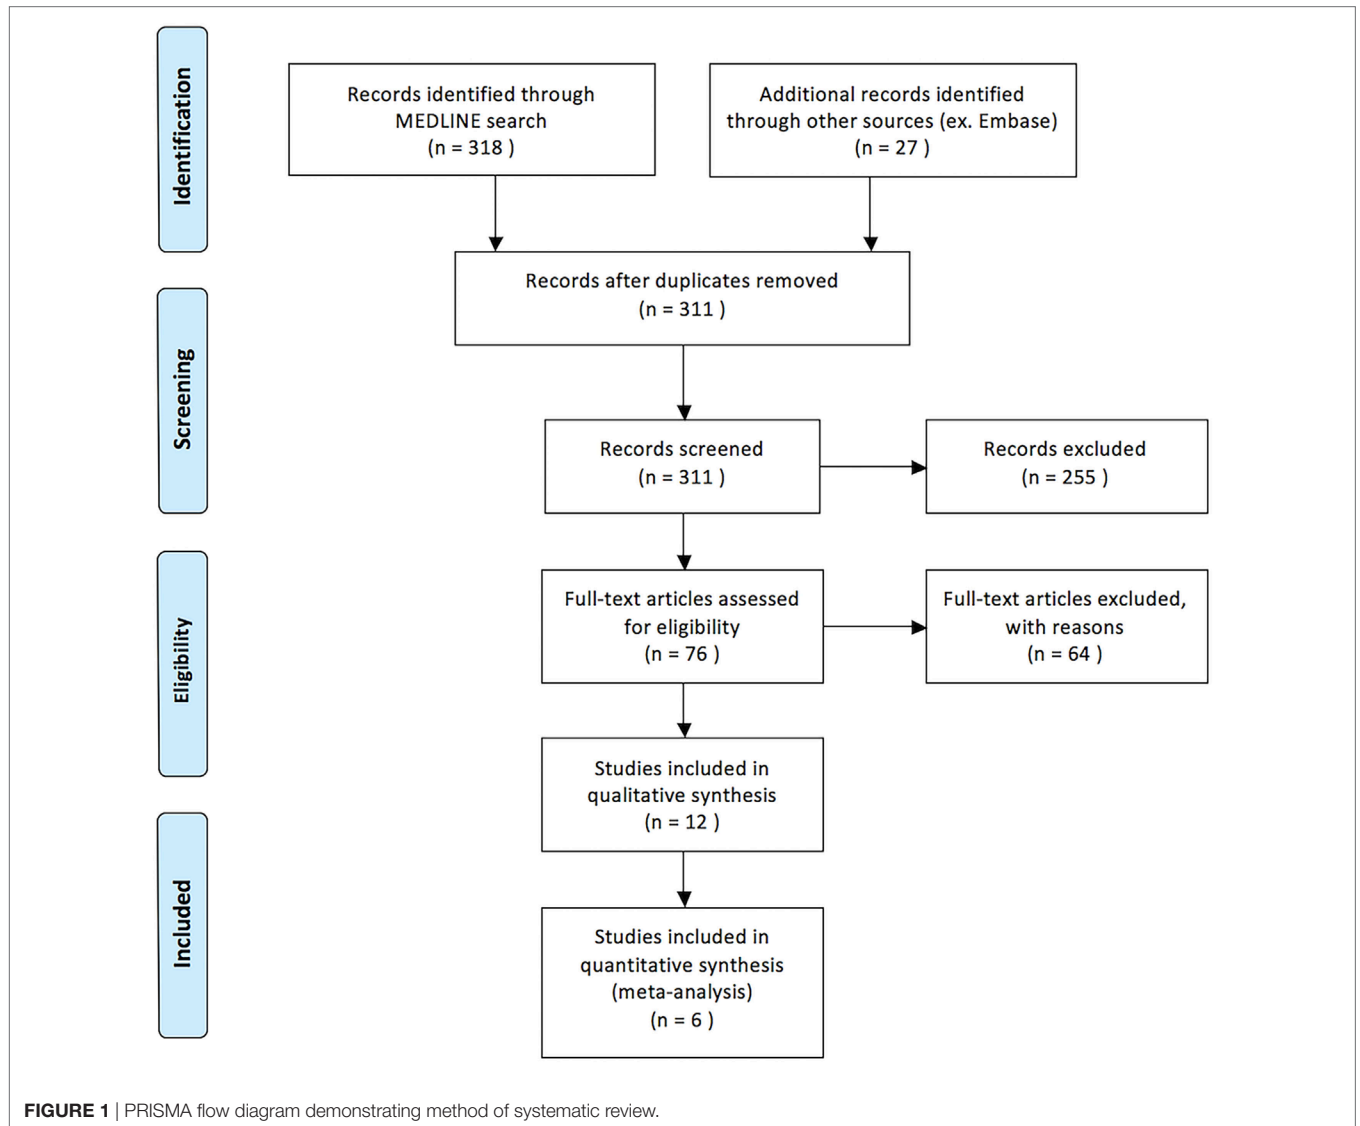 Identification
Records identified through
MEDLINE search
(n = 318 )
Additional records identified
through other sources (ex. Embase)
(n = 27 )
Records after duplicates removed
(n = 311 )
Screening
Records screened
(n = 311 )
Records excluded
(n = 255 )
Eligibility
Full-text articles assessed
for eligibility
(n = 76 )
Full-text articles excluded,
with reasons
(n = 64 )
Studies included in
qualitative synthesis
(n = 12 )
Included
Studies included in
quantitative synthesis
(meta-analysis)
(n = 6 )
FIGURE 1 | PRISMA flow diagram demonstrating method of systematic review.